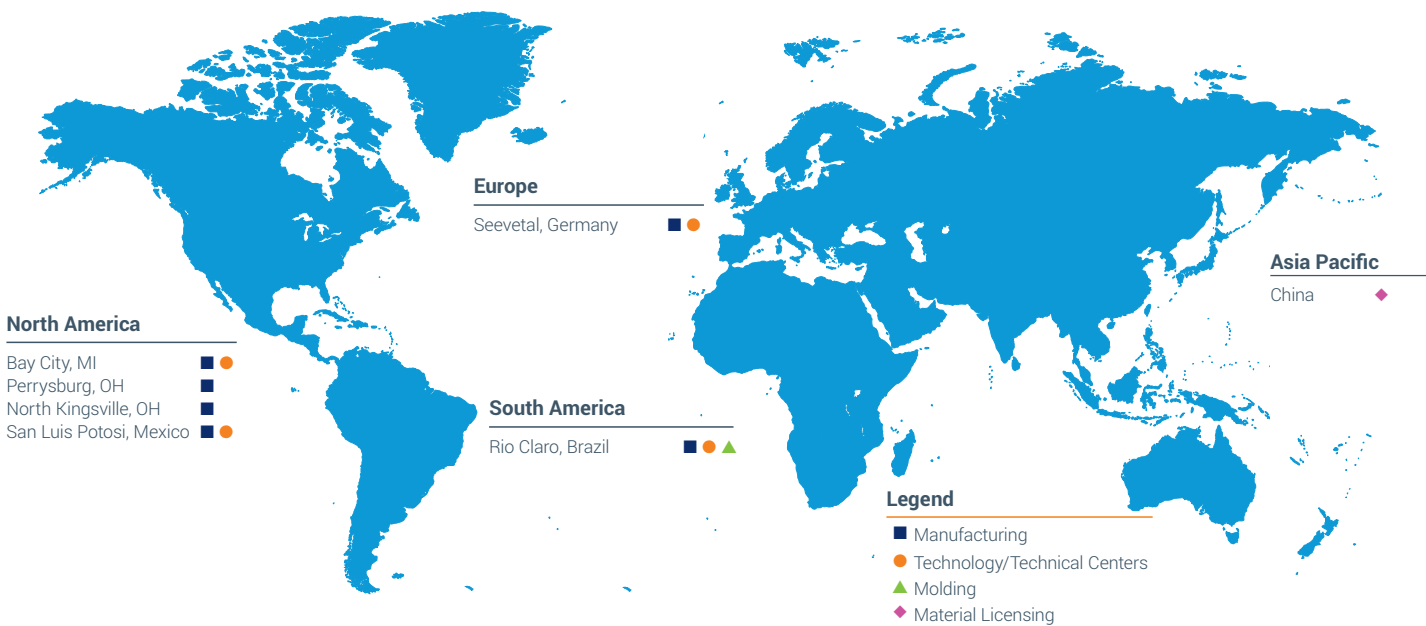 Europe
Seevetal, Germany
Asia Pacific
China
North America
Bay City, MI
Perrysburg, OH
North Kingsville, OH
San Luis Potosi, Mexico
South America
Rio Claro, Brazil
Legend
Manufacturing
Technology/Technical Centers
Molding
Material Licensing